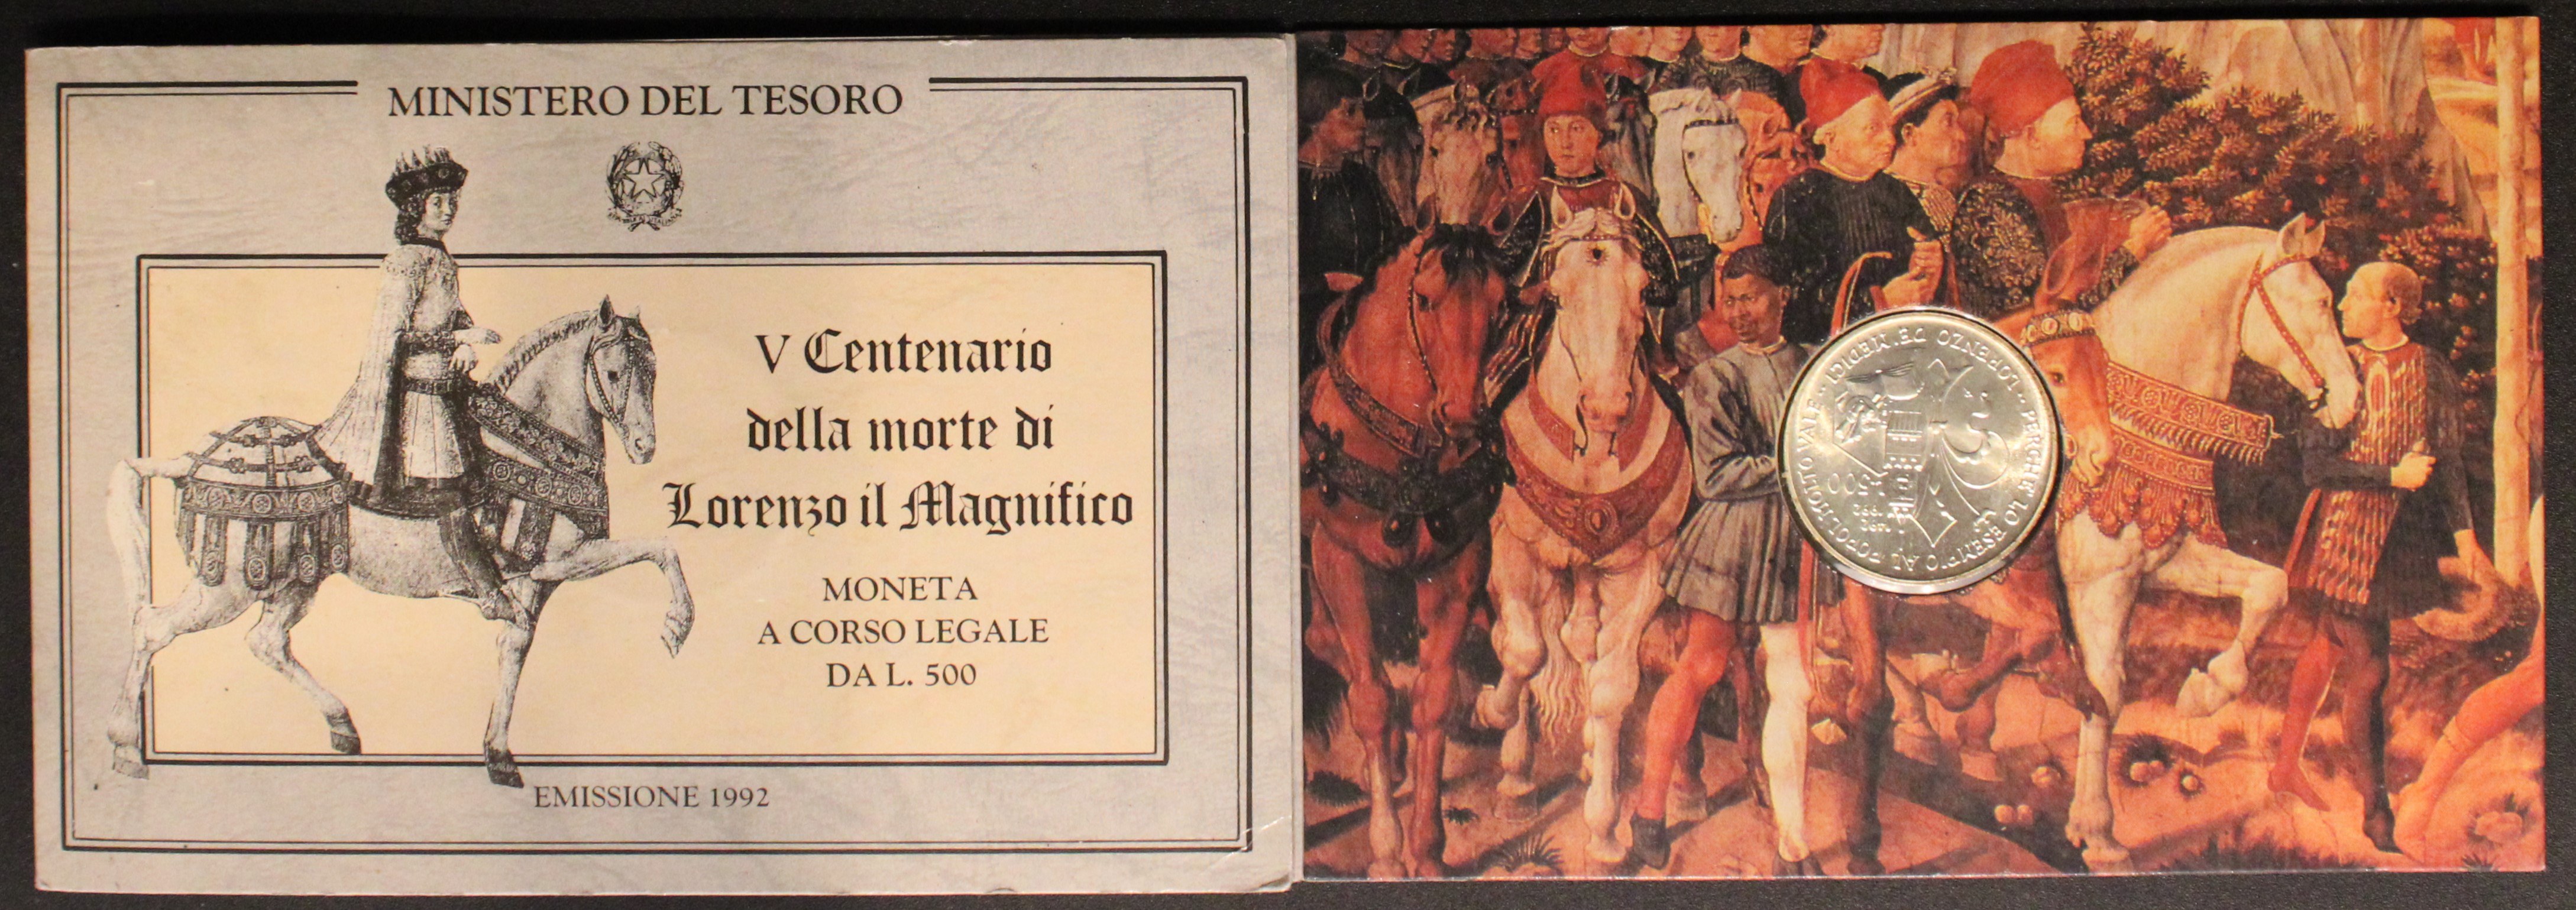 MINISTERO DEL TESORO
V Centenario
della morte di
Lorenzo il Magnifico
MONETA
A CORSO LEGALE
DA L. 500
EMISSIONE 1992
PERCHE' LO ESEMPIO AL POPOL MOLTO VALE - LORENZO DE' MEDICI -
L.500